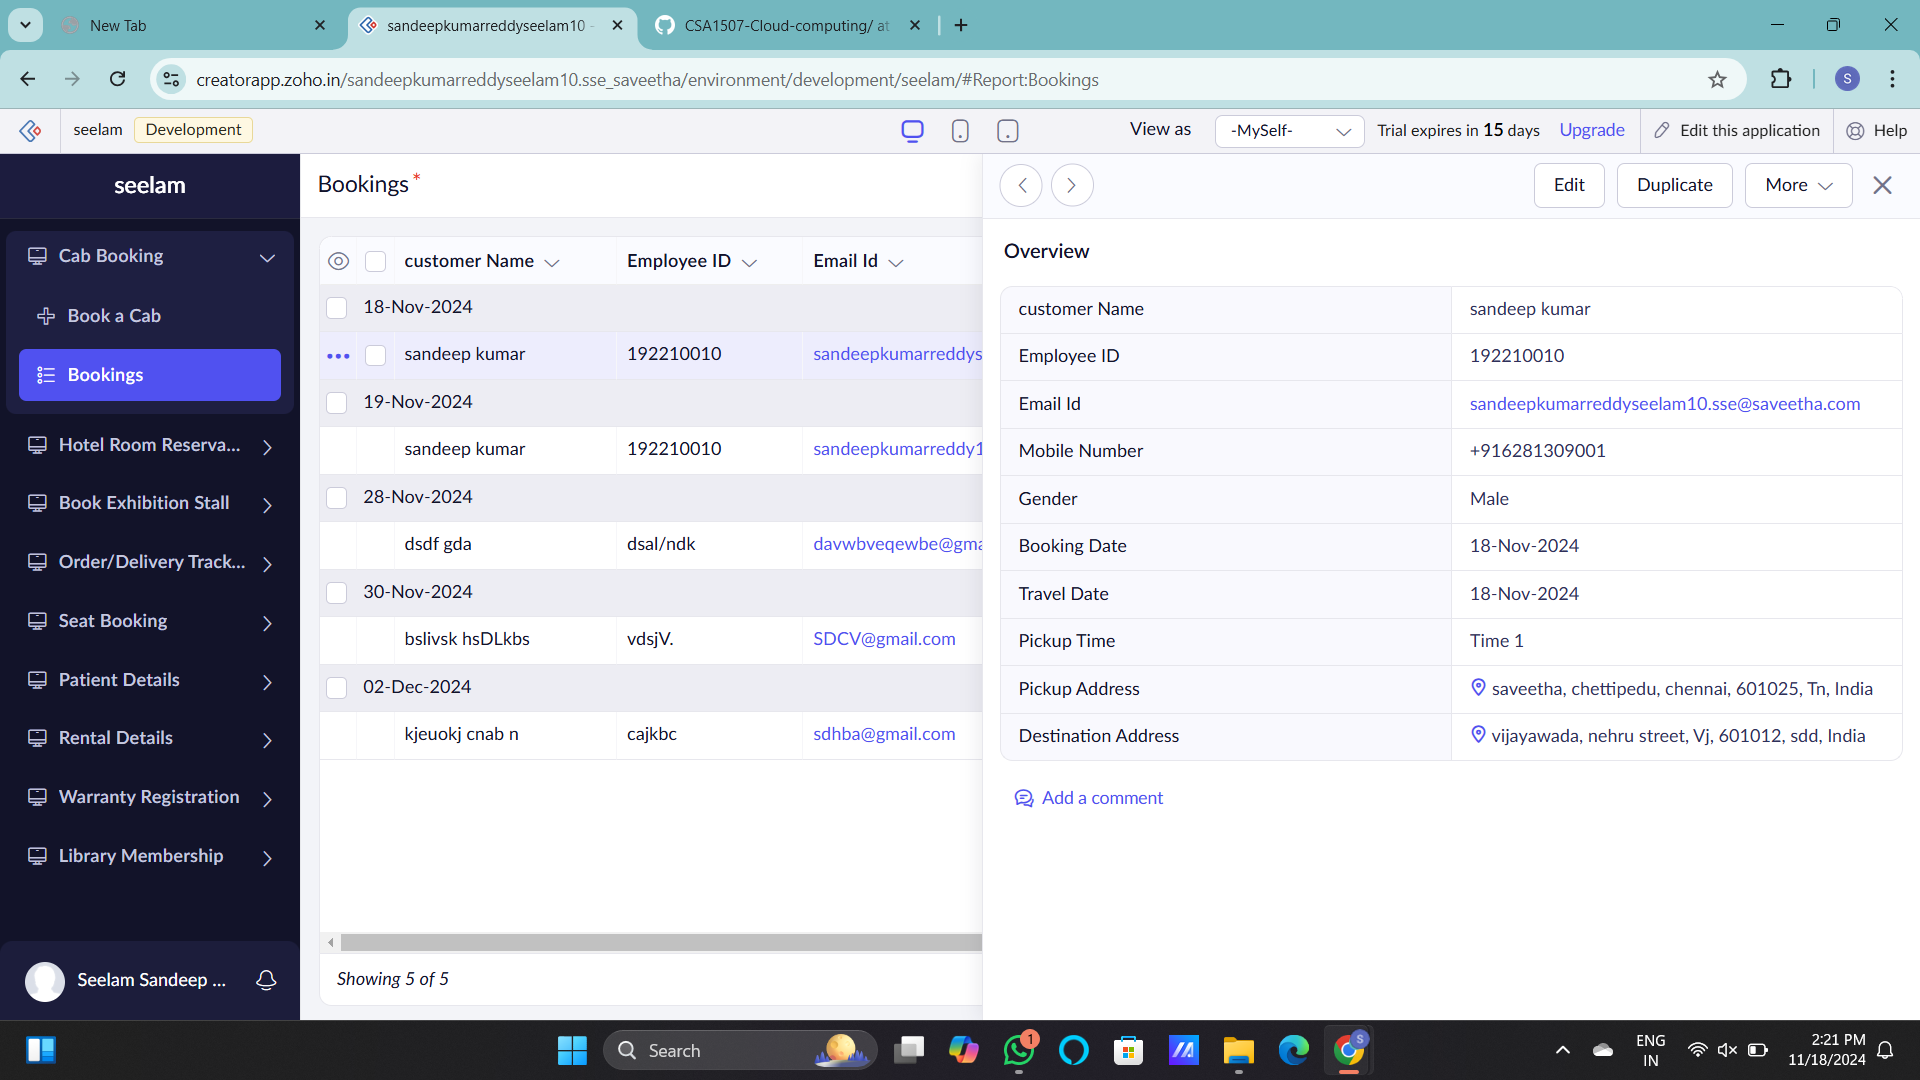 New Tab
sandeepkumarreddyseelam10 -
CSA1507-Cloud-computing/ at
creatorapp.zoho.in/sandeepkumarreddyseelam10.sse_saveetha/environment/development/seelam/#Report:Bookings
S
seelam
Development
View as
-MySelf-
Trial expires in 15 days
Upgrade
Edit this application
Help
seelam
Cab Booking
Book a Cab
Bookings
Hotel Room Reserva...
Book Exhibition Stall
Order/Delivery Track...
Seat Booking
Patient Details
Rental Details
Warranty Registration
Library Membership
Seelam Sandeep ...
Bookings *
customer Name Employee ID Email Id
18-Nov-2024
sandeep kumar 192210010 sandeepkumarreddys
19-Nov-2024
sandeep kumar 192210010 sandeepkumarreddy1
28-Nov-2024
dsdf gda dsal/ndk davwbveqewbe@gma
30-Nov-2024
bslivsk hsDLkbs vdsjV. SDCV@gmail.com
02-Dec-2024
kjeuokj cnab n cajkbc sdhba@gmail.com
Showing 5 of 5
Edit
Duplicate
More
Overview
customer Name sandeep kumar
Employee ID 192210010
Email Id sandeepkumarreddyseelam10.sse@saveetha.com
Mobile Number +916281309001
Gender Male
Booking Date 18-Nov-2024
Travel Date 18-Nov-2024
Pickup Time Time 1
Pickup Address saveetha, chettipedu, chennai, 601025, Tn, India
Destination Address vijayawada, nehru street, Vj, 601012, sdd, India
Add a comment
Search
1
S
ENG
IN
2:21 PM
11/18/2024